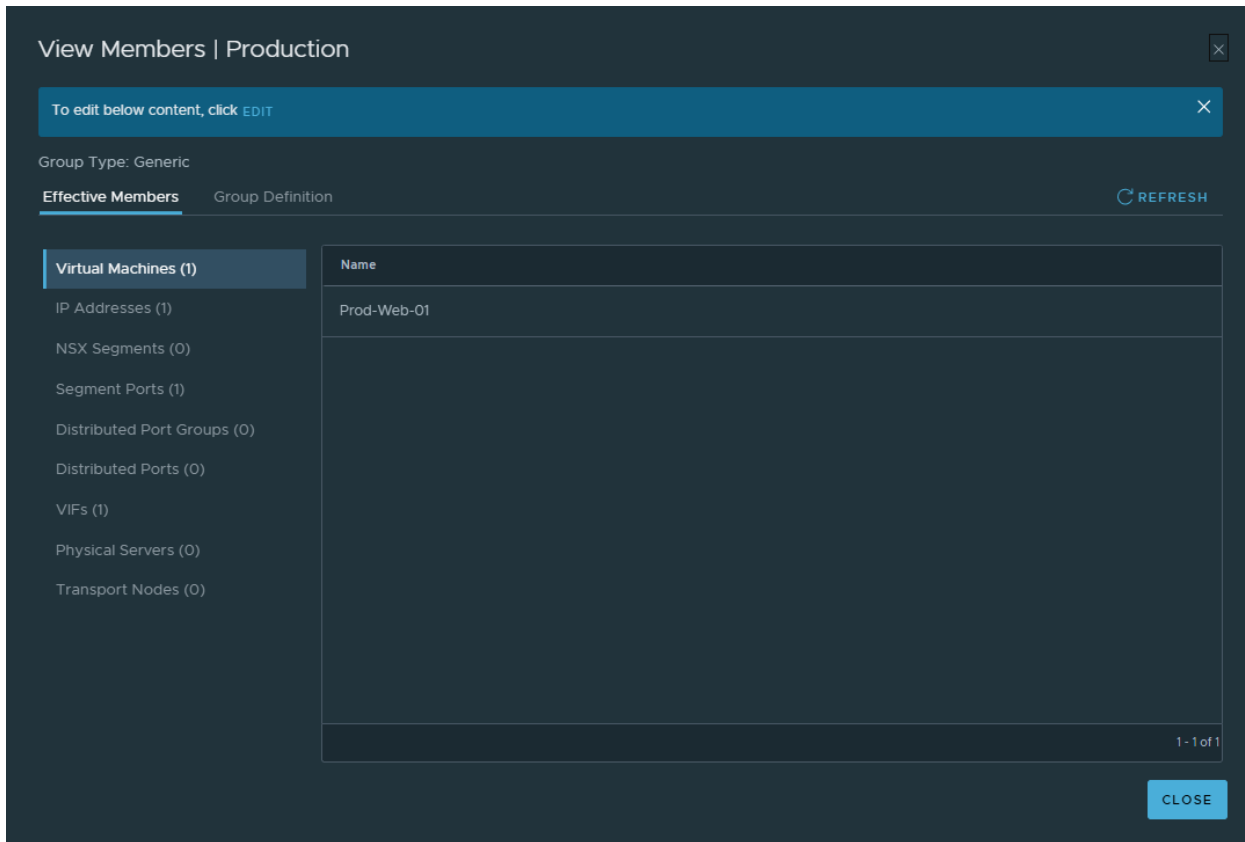 View Members | Production
To edit below content, click EDIT
Group Type: Generic
Effective Members Group Definition REFRESH
Virtual Machines (1)
IP Addresses (1)
NSX Segments (0)
Segment Ports (1)
Distributed Port Groups (0)
Distributed Ports (0)
VIFs (1)
Physical Servers (0)
Transport Nodes (0)
Name
Prod-Web-01
1 - 1 of 1
CLOSE